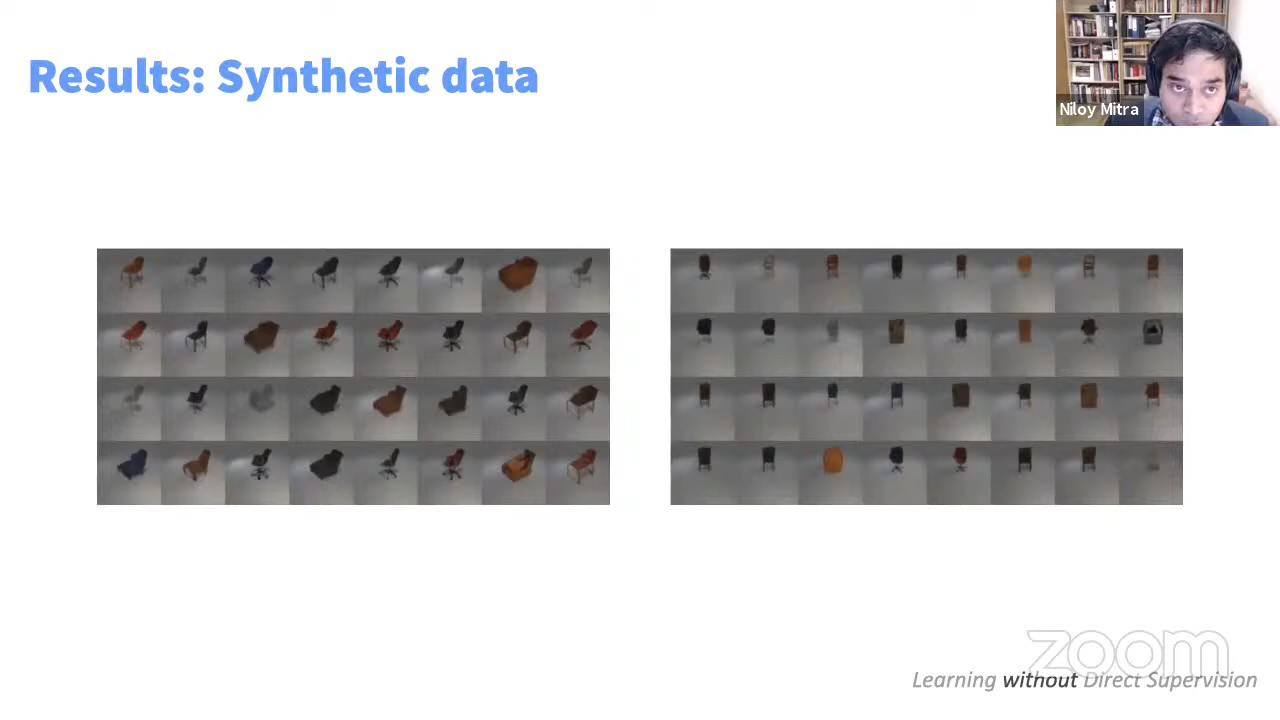 Results: Synthetic data
Niloy Mitra
zoom
Learning without Direct Supervision